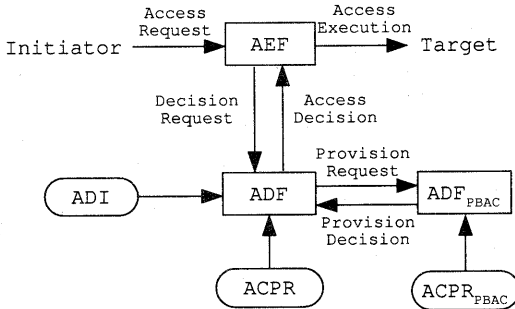 Access
Request
Access
Execution
Initiator
AEF
Target
Decision
Request
Access
Decision
Provision
Request
ADI
ADF
ADF PBAC
Provision
Decision
ACPR
ACPR PBAC